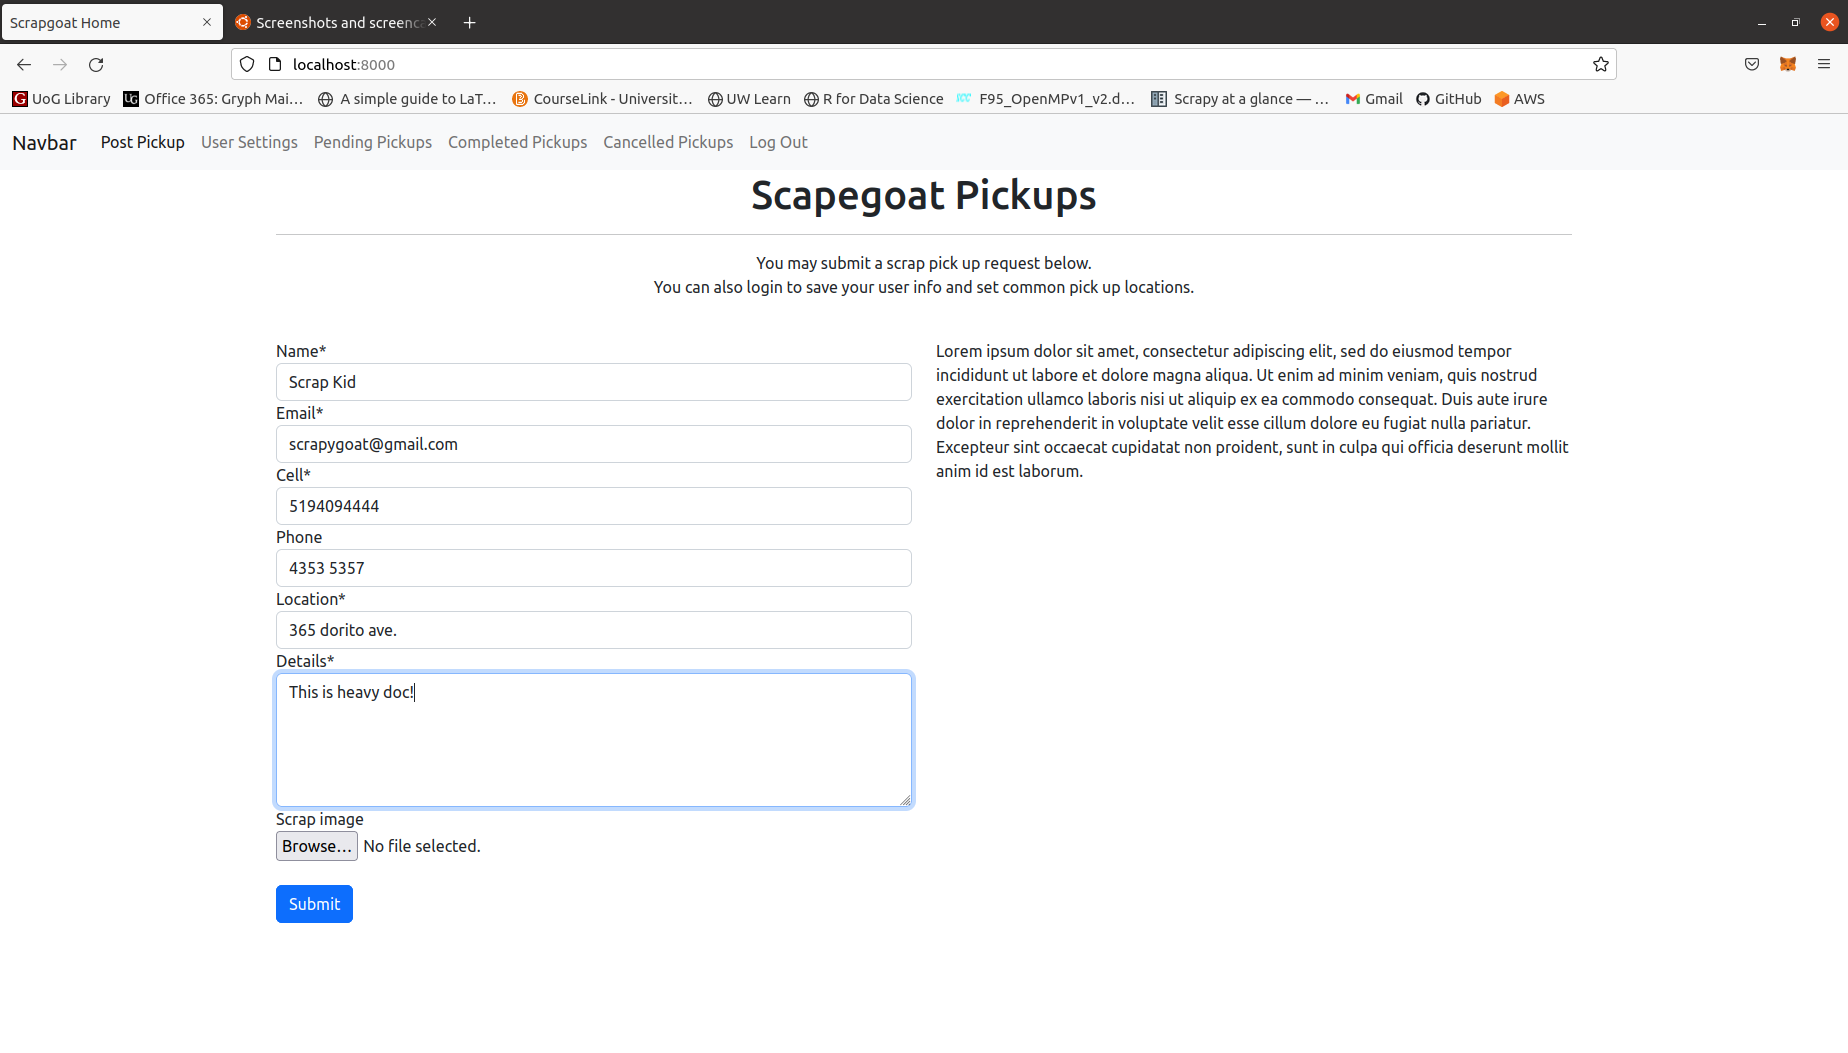 Scrapgoat Home
Screenshots and screenca
localhost:8000
UoG Library Office 365: Gryph Mai… A simple guide to LaT… CourseLink - Universit… UW Learn R for Data Science F95_OpenMPv1_v2.d… Scrapy at a glance — … Gmail GitHub AWS
Navbar Post Pickup User Settings Pending Pickups Completed Pickups Cancelled Pickups Log Out
Scapegoat Pickups
You may submit a scrap pick up request below.
You can also login to save your user info and set common pick up locations.
Name*
Scrap Kid
Email*
scrapygoat@gmail.com
Cell*
5194094444
Phone
4353 5357
Location*
365 dorito ave.
Details*
This is heavy doc!
Scrap image
Browse… No file selected.
Submit
Lorem ipsum dolor sit amet, consectetur adipiscing elit, sed do eiusmod tempor
incididunt ut labore et dolore magna aliqua. Ut enim ad minim veniam, quis nostrud
exercitation ullamco laboris nisi ut aliquip ex ea commodo consequat. Duis aute irure
dolor in reprehenderit in voluptate velit esse cillum dolore eu fugiat nulla pariatur.
Excepteur sint occaecat cupidatat non proident, sunt in culpa qui officia deserunt mollit
anim id est laborum.